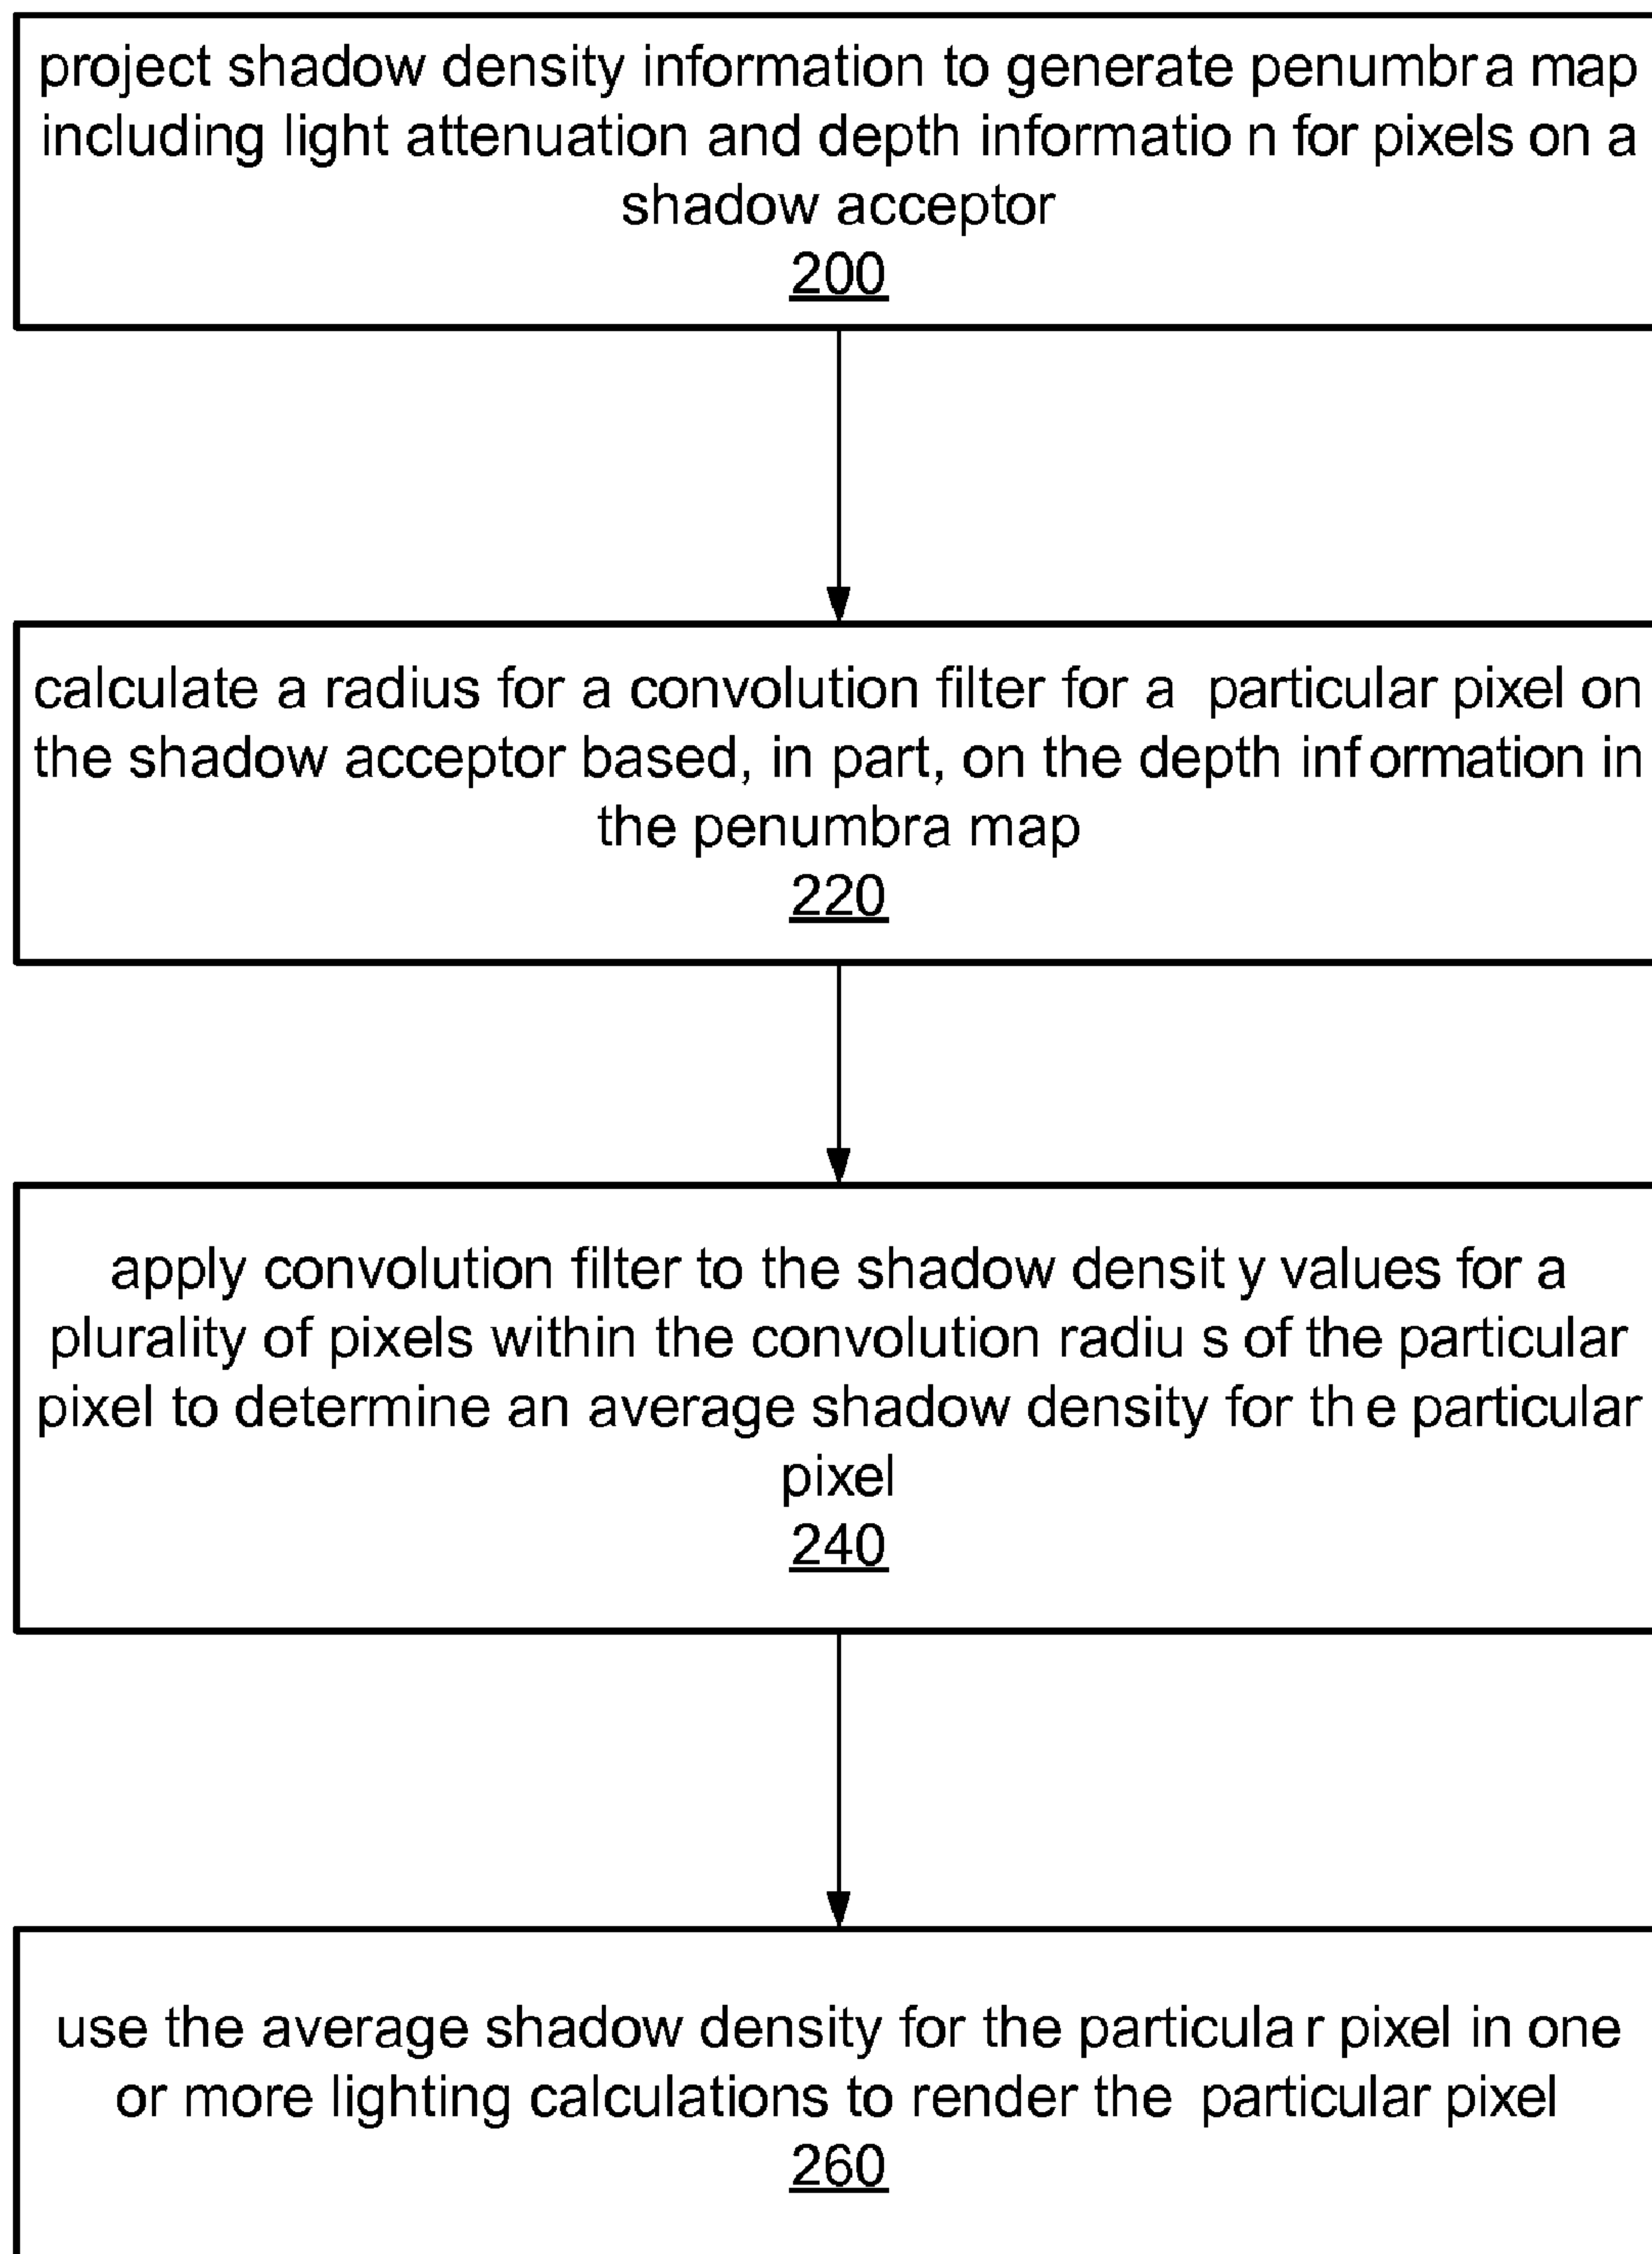 project shadow density information to generate penumbra map
including light attenuation and depth information for pixels on a
shadow acceptor
200
calculate a radius for a convolution filter for a particular pixel on
the shadow acceptor based, in part, on the depth information in
the penumbra map
220
apply convolution filter to the shadow density values for a
plurality of pixels within the convolution radius of the particular
pixel to determine an average shadow density for the particular
pixel
240
use the average shadow density for the particular pixel in one
or more lighting calculations to render the particular pixel
260